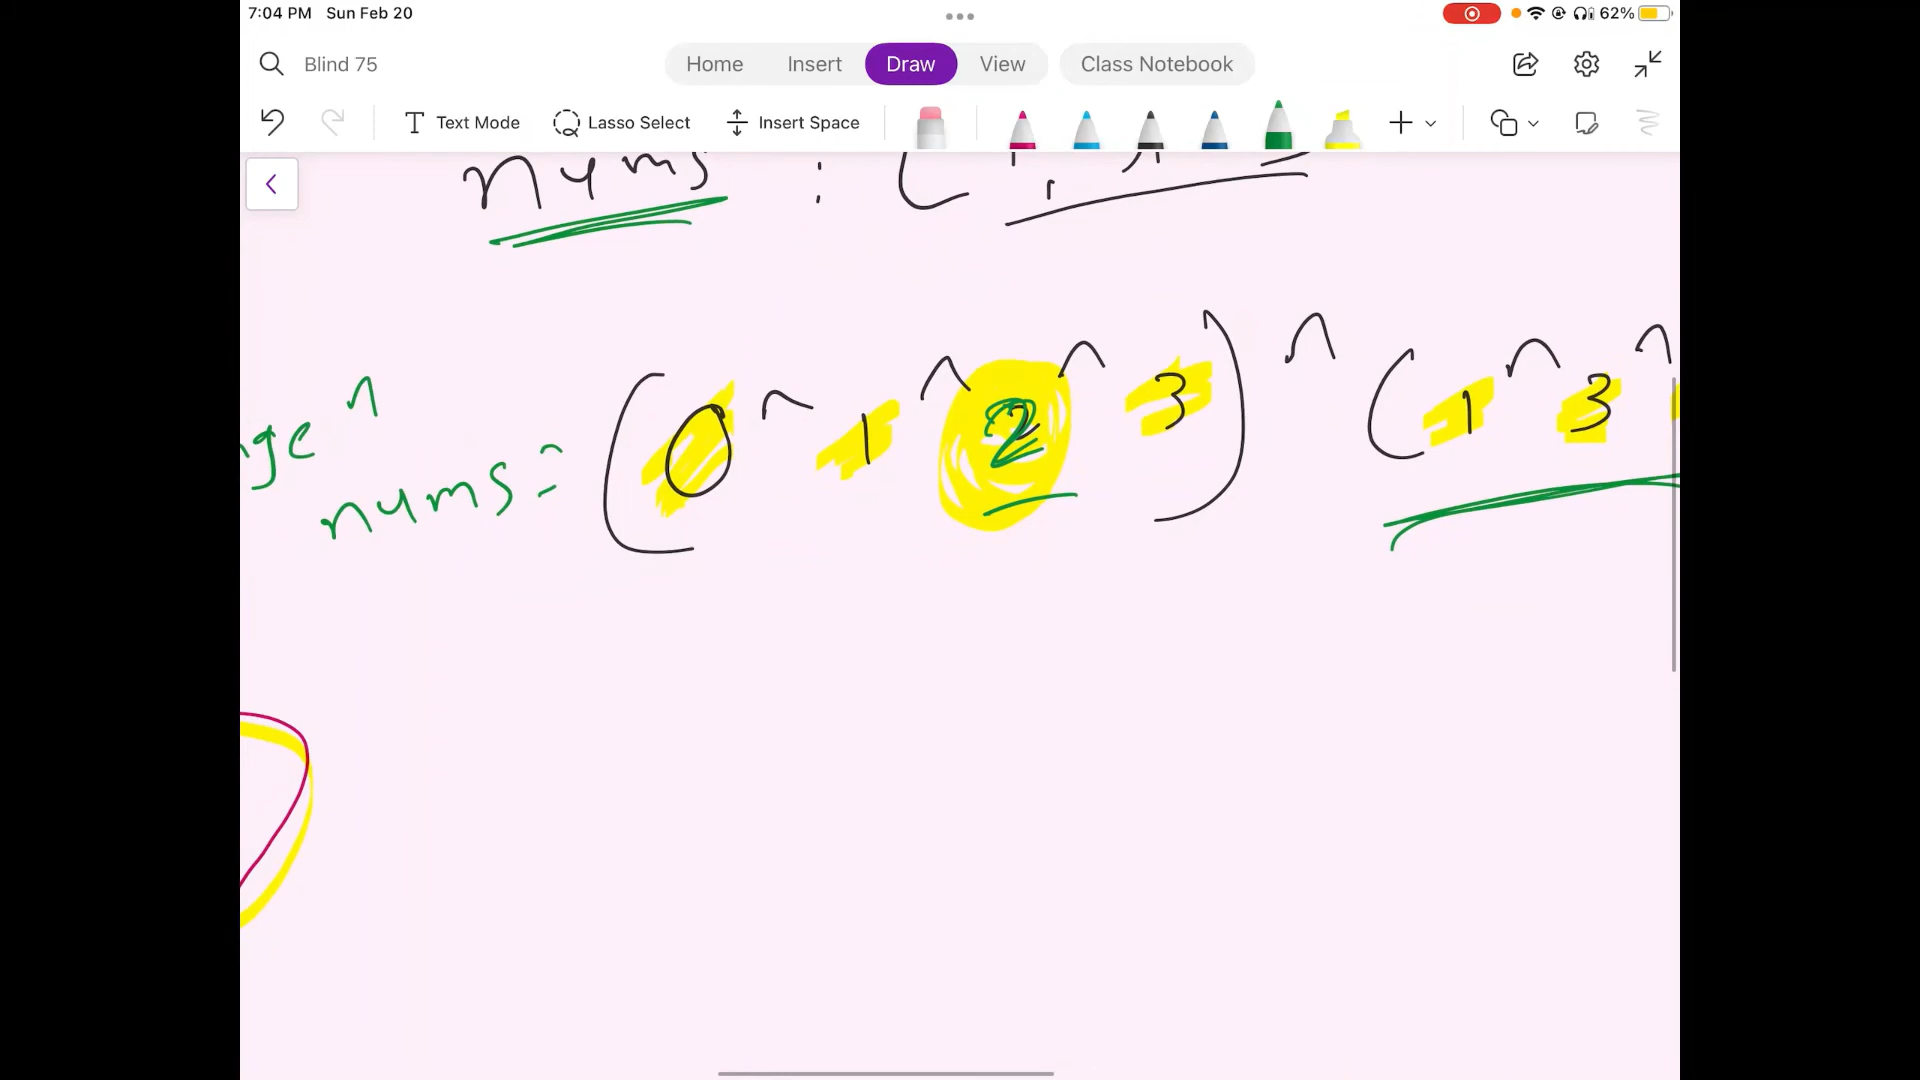 7:04 PM Sun Feb 20
62%
Blind 75
Home Insert Draw View Class Notebook
Text Mode Lasso Select Insert Space
nums : [
nge ^ nums = (0 ^ 1 ^ 2 ^ 3) ^ (1 ^ 3 ^